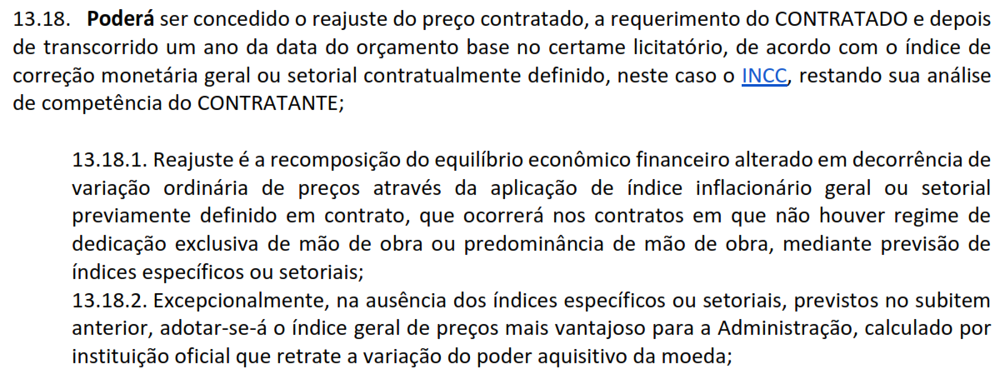 13.18. Poderá ser concedido o reajuste do preço contratado, a requerimento do CONTRATADO e depois
de transcorrido um ano da data do orçamento base no certame licitatório, de acordo com o índice de
correção monetária geral ou setorial contratualmente definido, neste caso o INCC, restando sua análise
de competência do CONTRATANTE;
13.18.1. Reajuste é a recomposição do equilíbrio econômico financeiro alterado em decorrência de
variação ordinária de preços através da aplicação de índice inflacionário geral ou setorial
previamente definido em contrato, que ocorrerá nos contratos em que não houver regime de
dedicação exclusiva de mão de obra ou predominância de mão de obra, mediante previsão de
índices específicos ou setoriais;
13.18.2. Excepcionalmente, na ausência dos índices específicos ou setoriais, previstos no subitem
anterior, adotar-se-á o índice geral de preços mais vantajoso para a Administração, calculado por
instituição oficial que retrate a variação do poder aquisitivo da moeda;